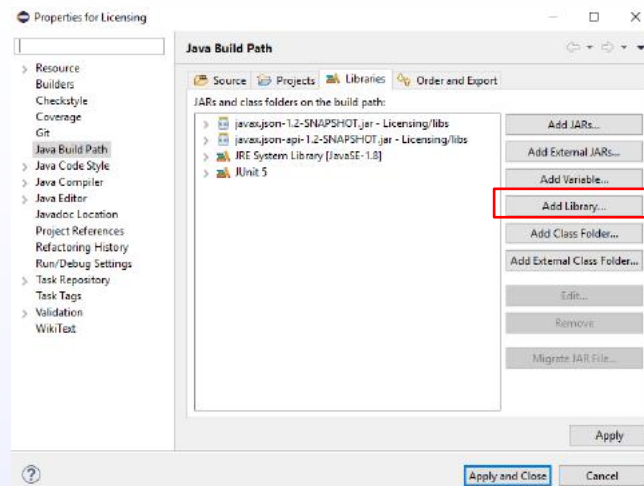 Properties for Licensing
Java Build Path
Resource
Builders
Checkstyle
Coverage
Git
Java Build Path
Java Code Style
Java Compiler
Java Editor
Javadoc Location
Project References
Refactoring History
Run/Debug Settings
Task Repository
Task Tags
Validation
WikiText
Source Projects Libraries Order and Export
JARs and class folders on the build path:
javax.json-1.2-SNAPSHOT.jar - Licensing/libs
javax.json-api-1.2-SNAPSHOT.jar - Licensing/libs
JRE System Library [JavaSE-1.8]
JUnit 5
Add JARs...
Add External JARs...
Add Variable...
Add Library...
Add Class Folder...
Add External Class Folder...
Edit...
Remove
Migrate JAR File...
Apply
Apply and Close Cancel